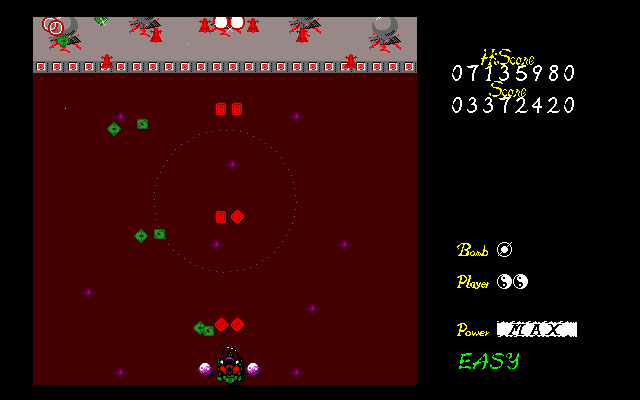 HiScore
07135980
Score
03372420
Bomb
Player
Power MAX
EASY